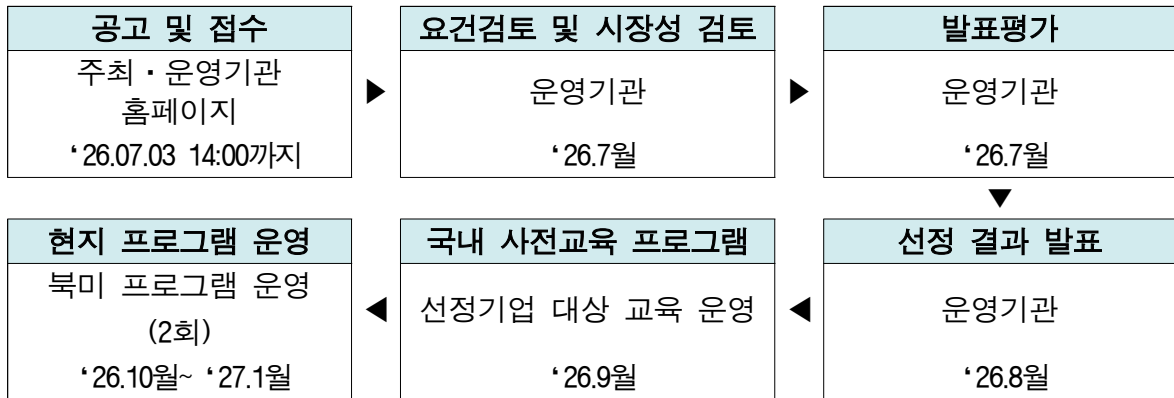 공고 및 접수
주최・운영기관
홈페이지
‘26.07.03 14:00까지
▶
요건검토 및 시장성 검토
운영기관
‘26.7월
▶
발표평가
운영기관
‘26.7월
▼
선정 결과 발표
운영기관
‘26.8월
◀
국내 사전교육 프로그램
선정기업 대상 교육 운영
‘26.9월
◀
현지 프로그램 운영
북미 프로그램 운영
(2회)
‘26.10월~ ‘27.1월